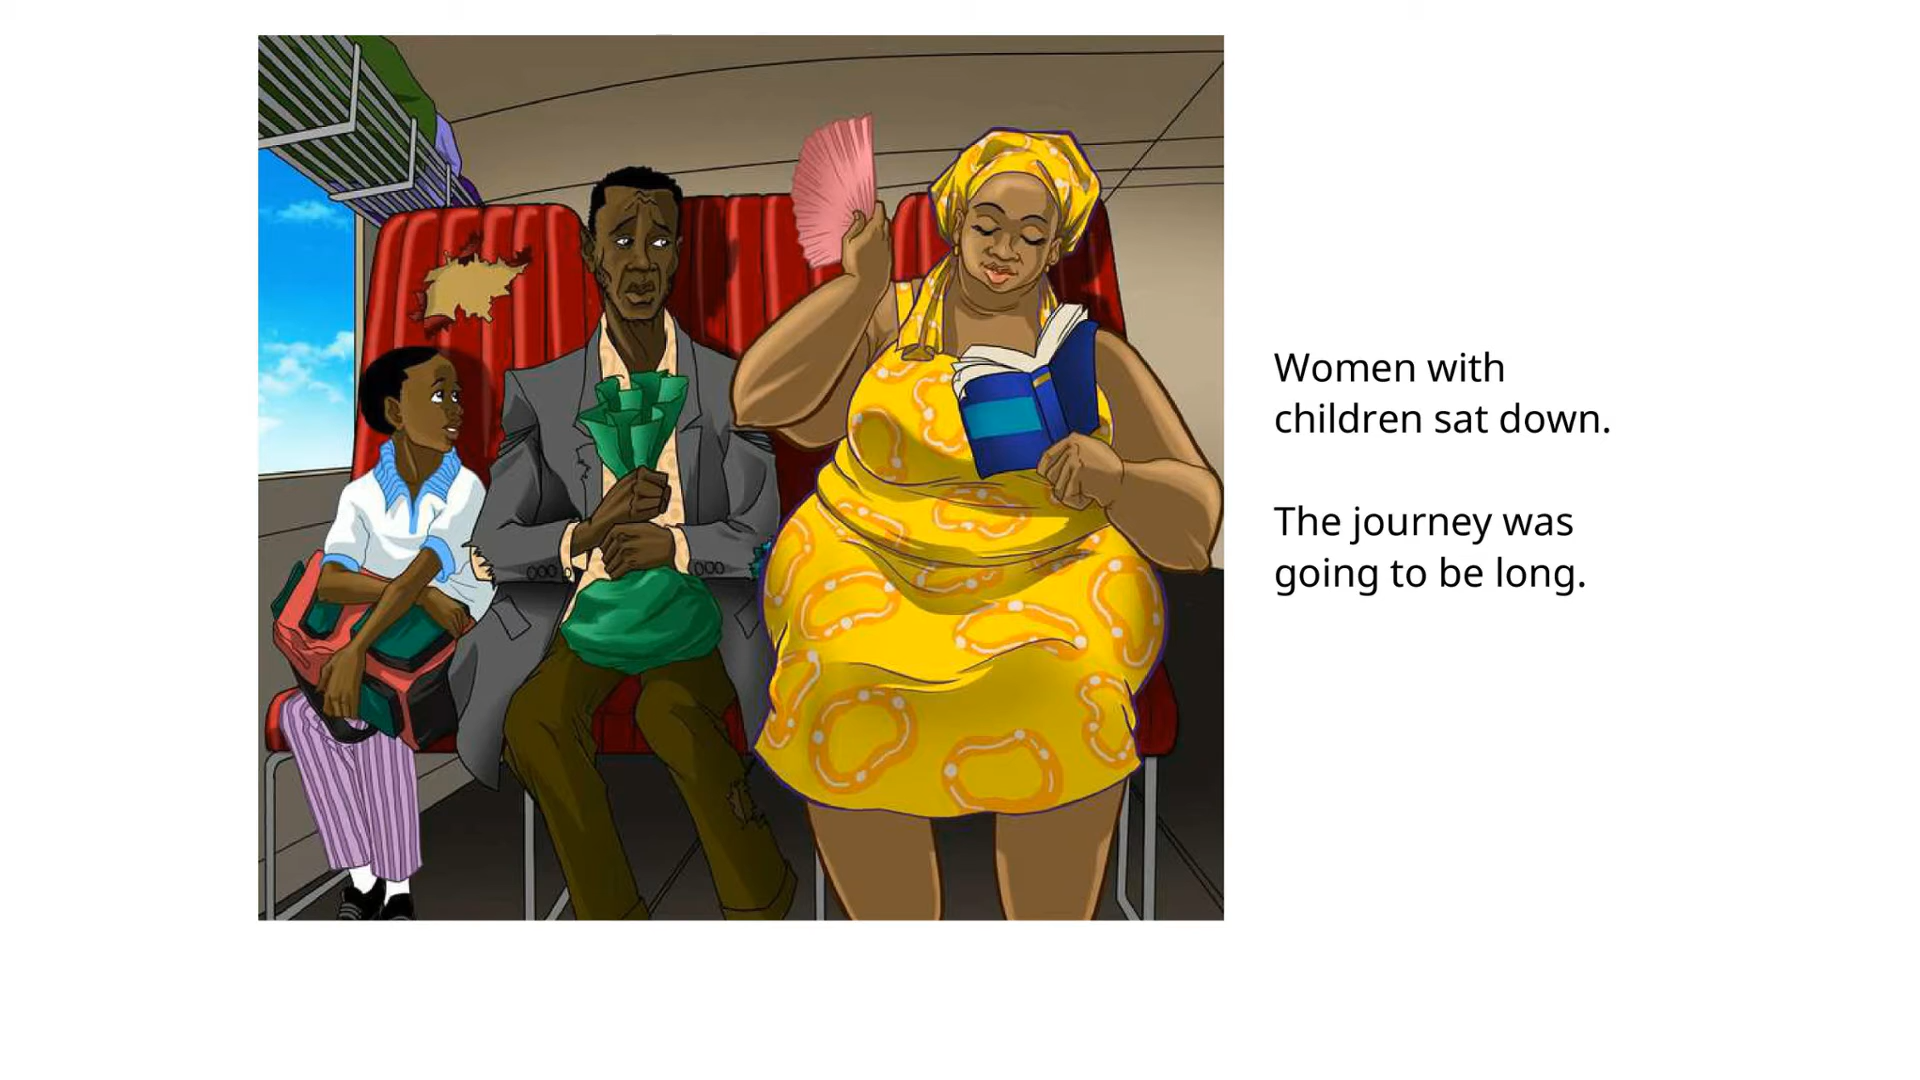 Women with
children sat down.
The journey was
going to be long.